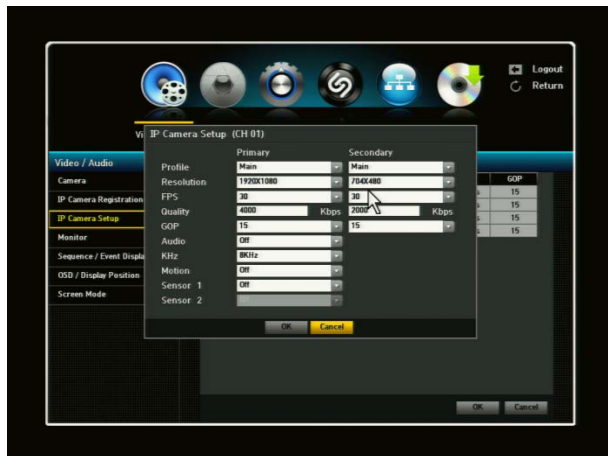 Logout
Return
Vi
IP Camera Setup (CH 01)
Primary Secondary
Profile Main Main
Resolution 1920X1080 704X480
FPS 30 30
Quality 4000 Kbps 2000 Kbps
GOP 15 15
Audio Off
KHz 8KHz
Motion Off
Sensor 1 Off
Sensor 2
OK Cancel
Video / Audio
Camera
IP Camera Registration
IP Camera Setup
Monitor
Sequence / Event Displa
OSD / Display Position
Screen Mode
GOP
s 15
s 15
s 15
s 15
OK Cancel